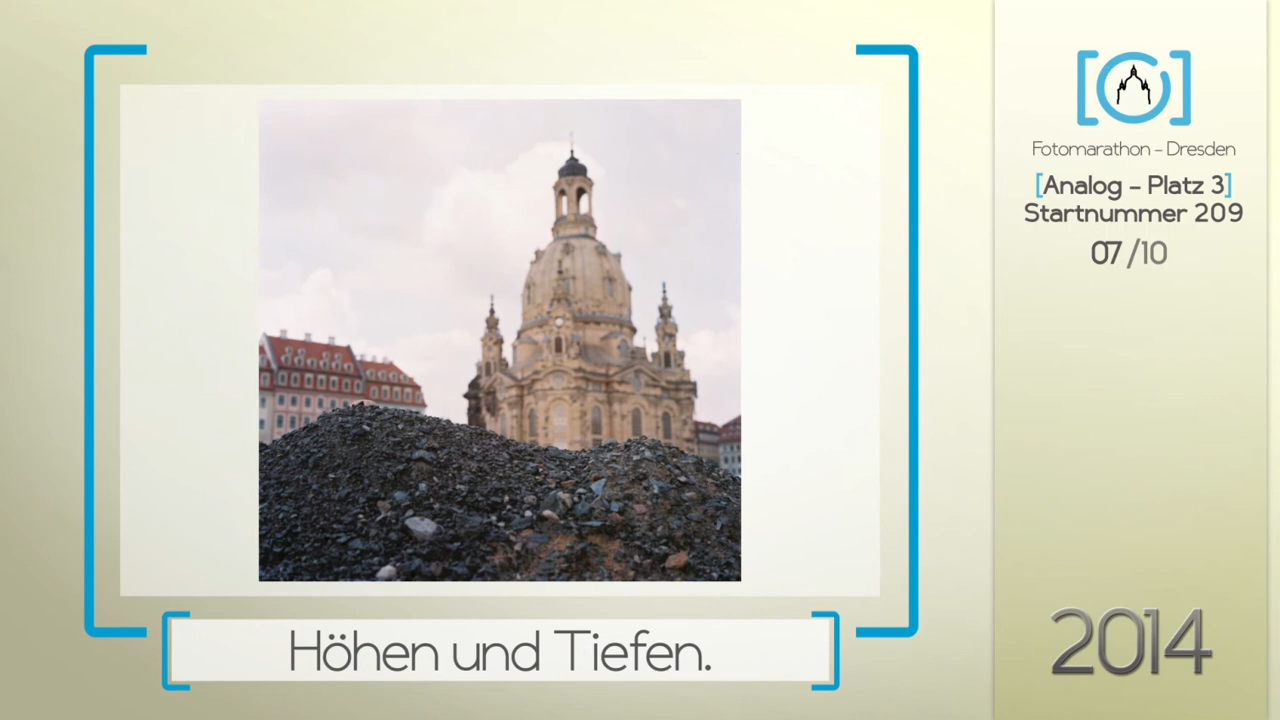 Fotomarathon - Dresden
[Analog - Platz 3]
Startnummer 209
07/10
Höhen und Tiefen.
2014